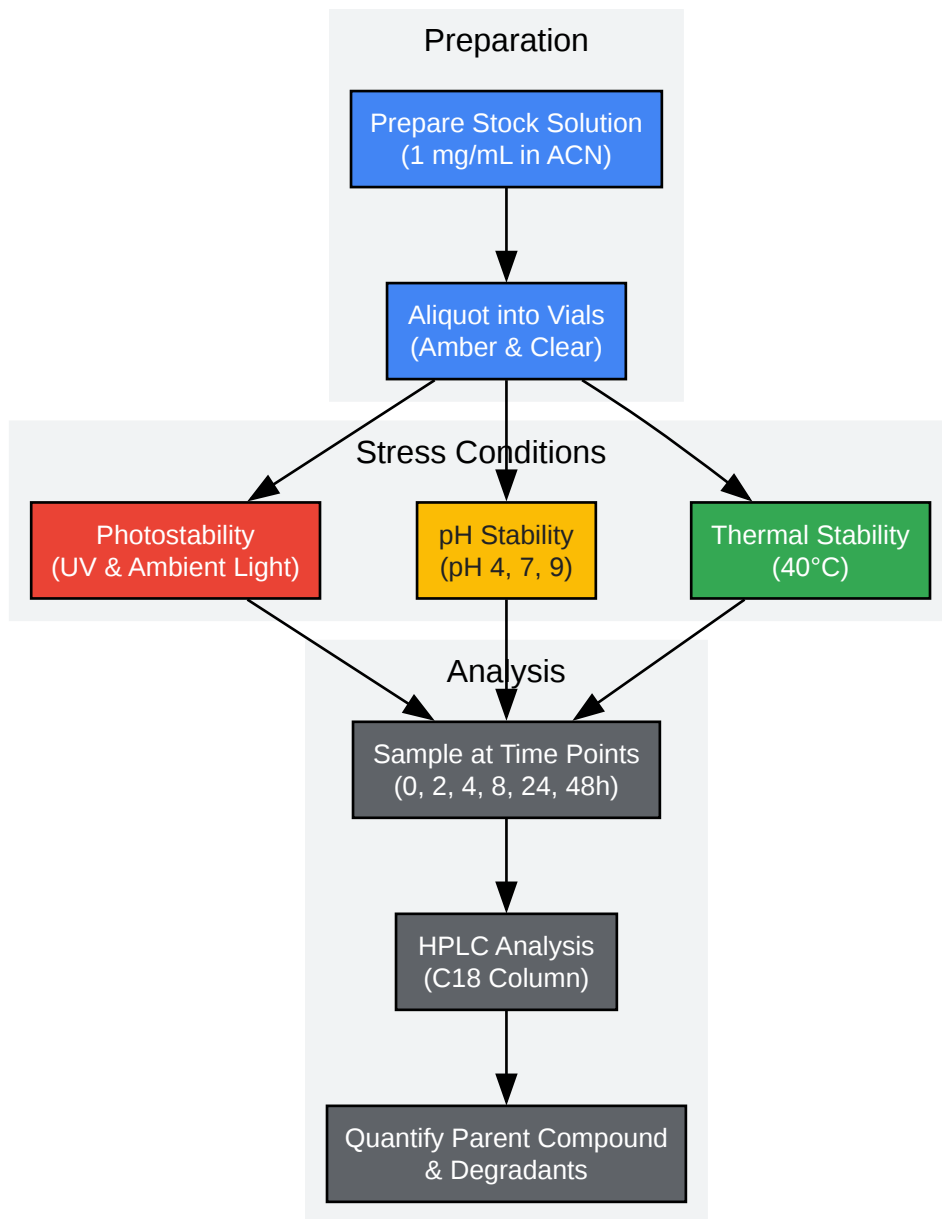 Preparation
Prepare Stock Solution
(1 mg/mL in ACN)
Aliquot into Vials
(Amber & Clear)
Stress Conditions
Photostability
(UV & Ambient Light)
pH Stability
(pH 4, 7, 9)
Thermal Stability
(40°C)
Analysis
Sample at Time Points
(0, 2, 4, 8, 24, 48h)
HPLC Analysis
(C18 Column)
Quantify Parent Compound
& Degradants